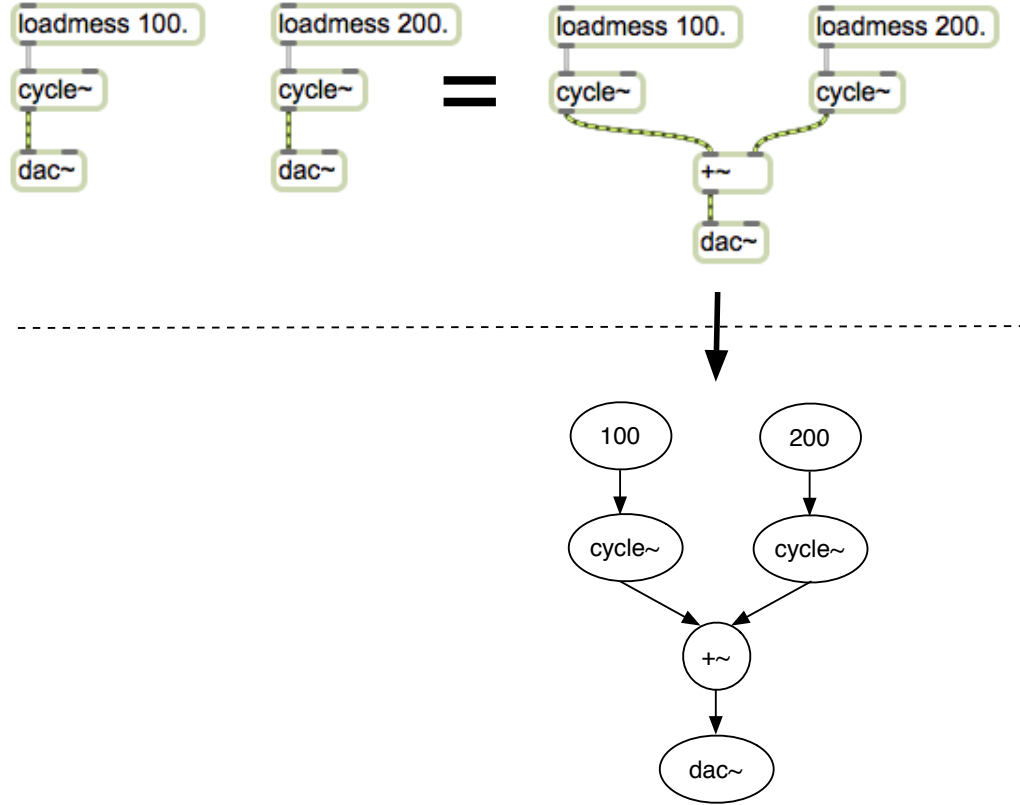 loadmess 100.
loadmess 200.
=
loadmess 100.
loadmess 200.
cycle~
cycle~
cycle~
cycle~
dac~
dac~
+~
dac~
100
200
cycle~
cycle~
+~
dac~